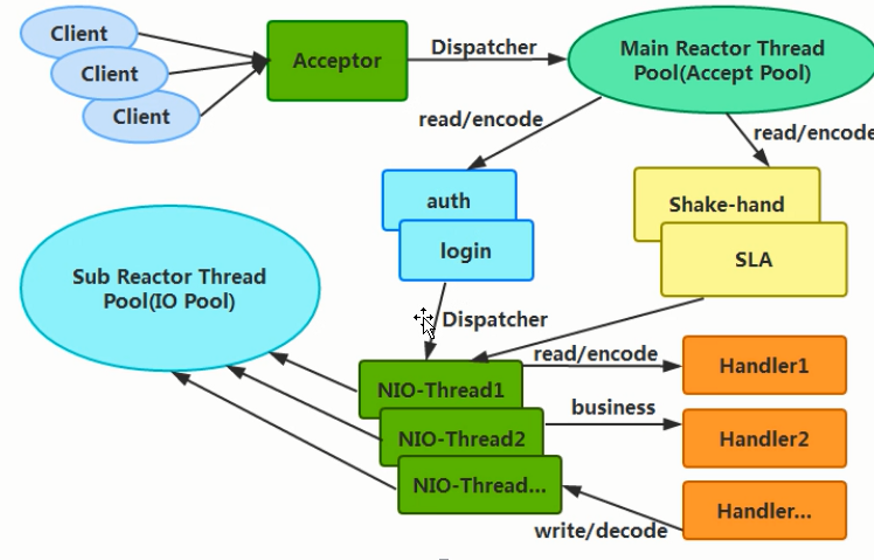 Client
Client
Client
Acceptor
Dispatcher
Main Reactor Thread
Pool(Accept Pool)
read/encode
read/encode
auth
login
Shake-hand
SLA
Sub Reactor Thread
Pool(IO Pool)
Dispatcher
NIO-Thread1
NIO-Thread2
NIO-Thread...
read/encode
business
write/decode
Handler1
Handler2
Handler...